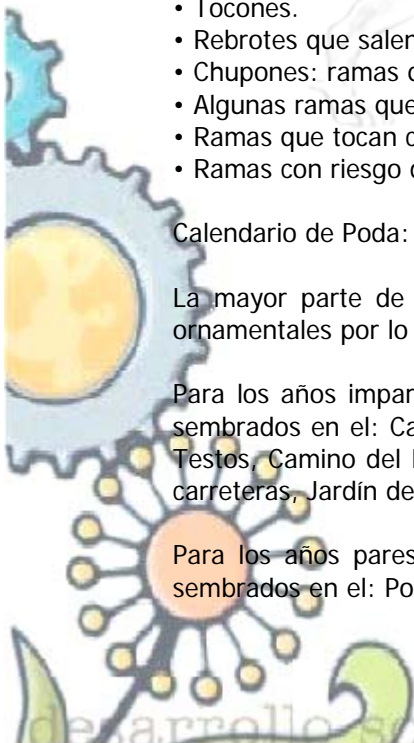 • Tocones.
• Rebrotes que salen
• Chupones: ramas
• Algunas ramas que
• Ramas que tocan
• Ramas con riesgo
Calendario de Poda:
La mayor parte de
ornamentales por lo
Para los años impar
sembrados en el: Ca
Testos, Camino del
carreteras, Jardín de
Para los años pares
sembrados en el: Po
desarrollo